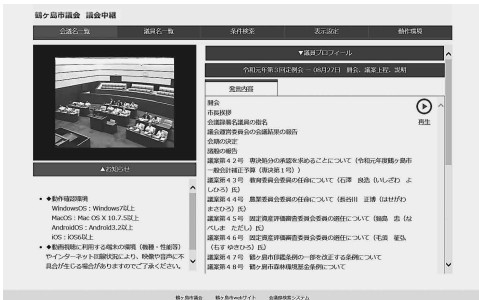 鶴ヶ島市議会 議会中継
会議名一覧 議員名一覧 条件検索 表示設定 動作環境
▼議員プロフィール
令和元年第3回定例会 － 08月27日 開会、議案上程、説明
発言内容
開会
市長挨拶
会議録署名議員の指名
議会運営委員会の会議結果の報告
会期の決定
諸般の報告
議案第42号 専決処分の承認を求めることについて（令和元年度鶴ヶ島市
一般会計補正予算（専決第1号））
議案第43号 教育委員会委員の任命について（石澤 良浩（いしざわ よ
しひろ）氏）
議案第44号 農業委員会委員の任命について（長谷川 正博（はせがわ
まさひろ）氏）
議案第45号 固定資産評価審査委員会委員の選任について（鍋島 忠（な
べしま ただし）氏）
議案第46号 固定資産評価審査委員会委員の選任について（毛須 征弘
（もす ゆきひろ）氏）
議案第47号 鶴ヶ島市印鑑条例の一部を改正する条例について
議案第48号 鶴ヶ島市森林環境基金条例について
再生
▲お知らせ
◆動作確認環境
WindowsOS：Windows7以上
MacOS：Mac OS X 10.7.5以上
AndroidOS：Android3.2以上
iOS：iOS6以上
◆動画視聴に利用する端末の環境（機種・性能等）
やインターネット回線状況により、映像や音声に不
具合が生じる場合がありますのでご了承ください。
鶴ヶ島市議会 鶴ヶ島市webサイト 会議録検索システム